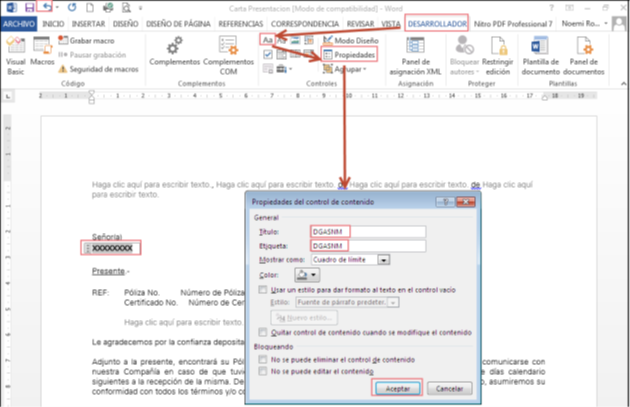 Carta Presentacion [Modo de compatibilidad] - Word
ARCHIVO INICIO INSERTAR DISEÑO DISEÑO DE PÁGINA REFERENCIAS CORRESPONDENCIA REVISAR VISTA DESARROLLADOR Nitro PDF Professional 7 Noemi Ro...
Visual Basic
Macros
Grabar macro
Pausar grabación
Seguridad de macros
Código
Complementos
Complementos COM
Complementos
Aa Aa
Modo Diseño
Propiedades
Agrupar
Controles
Panel de asignación XML
Asignación
Bloquear autores
Restringir edición
Proteger
Plantilla de documento
Panel de documentos
Plantillas
Haga clic aquí para escribir texto., Haga clic aquí para escribir texto. de Haga clic aquí para escribir texto. de Haga clic aquí
para escribir texto.
Señor(a)
XXXXXXXX
Presente.-
REF: Póliza No. Número de Póliza
Certificado No. Número de Cer
Haga clic aquí para escribir texto.
Le agradecemos por la confianza deposita
Adjunto a la presente, encontrará su Pól
comunicarse con
nuestra Compañía en caso de que tuvi
e días calendario
siguientes a la recepción de la misma. De
, asumiremos su
conformidad con todos los términos y/o c
Propiedades del control de contenido
General
Título: DG4SNM
Etiqueta: DG4SNM
Mostrar como: Cuadro de límite
Color:
Usar un estilo para dar formato al texto en el control vacío
Estilo: Fuente de párrafo predeter.
Nuevo estilo...
Quitar control de contenido cuando se modifique el contenido
Bloqueando
No se puede eliminar el control de contenido
No se puede editar el contenido
Aceptar Cancelar